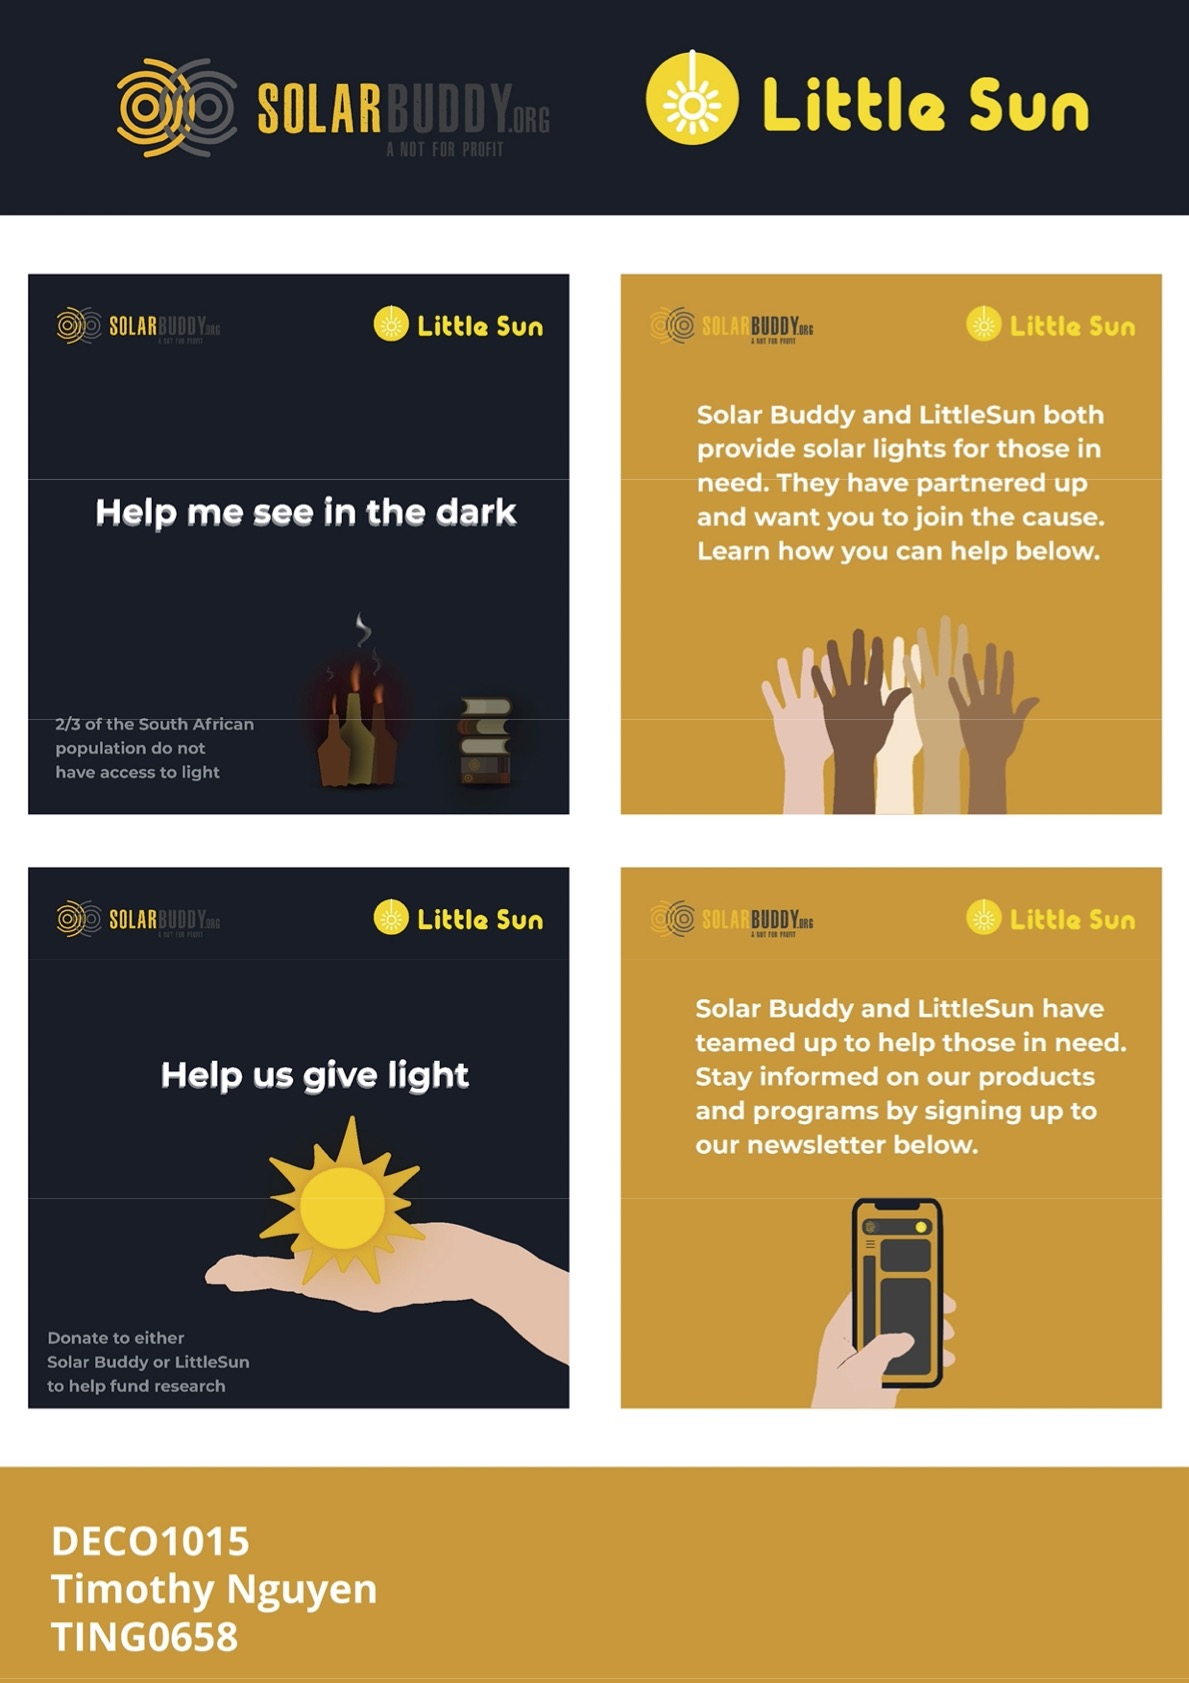 SOLARBUDDY.ORG
A NOT FOR PROFIT
Little Sun
SOLARBUDDY.ORG
A NOT FOR PROFIT
Little Sun
Help me see in the dark
2/3 of the South African
population do not
have access to light
SOLARBUDDY.ORG
A NOT FOR PROFIT
Little Sun
Solar Buddy and LittleSun both
provide solar lights for those in
need. They have partnered up
and want you to join the cause.
Learn how you can help below.
SOLARBUDDY.ORG
A NOT FOR PROFIT
Little Sun
Help us give light
Donate to either
Solar Buddy or LittleSun
to help fund research
SOLARBUDDY.ORG
A NOT FOR PROFIT
Little Sun
Solar Buddy and LittleSun have
teamed up to help those in need.
Stay informed on our products
and programs by signing up to
our newsletter below.
DECO1015
Timothy Nguyen
TING0658